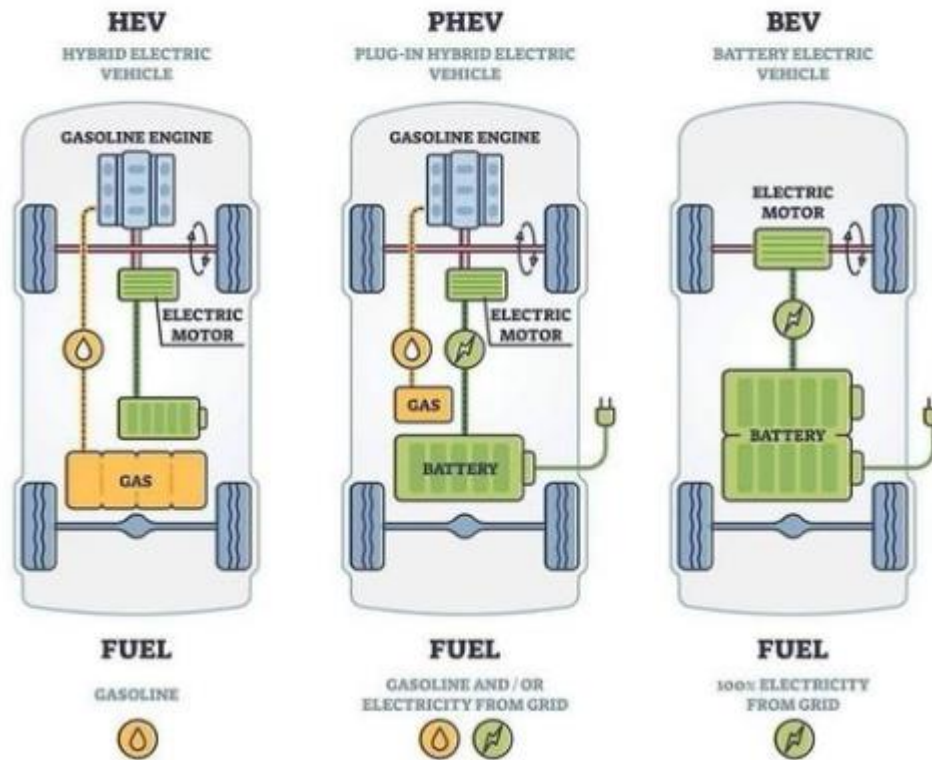 HEV
HYBRID ELECTRIC
VEHICLE
GASOLINE ENGINE
ELECTRIC
MOTOR
GAS
FUEL
GASOLINE
PHEV
PLUG-IN HYBRID ELECTRIC
VEHICLE
GASOLINE ENGINE
ELECTRIC
MOTOR
GAS
BATTERY
FUEL
GASOLINE AND / OR
ELECTRICITY FROM GRID
BEV
BATTERY ELECTRIC
VEHICLE
ELECTRIC
MOTOR
BATTERY
FUEL
100% ELECTRICITY
FROM GRID